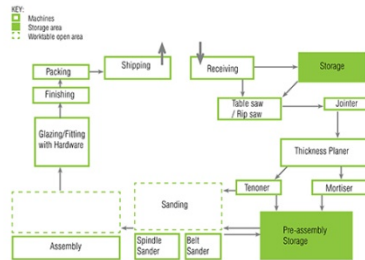 KEY:
Machines
Storage area
Worktable open area
Shipping
Receiving
Storage
Packing
Finishing
Table saw
/ Rip saw
Jointer
Glazing/Fitting
with Hardware
Thickness Planer
Tenoner
Mortiser
Sanding
Pre-assembly
Storage
Assembly
Spindle
Sander
Belt
Sander